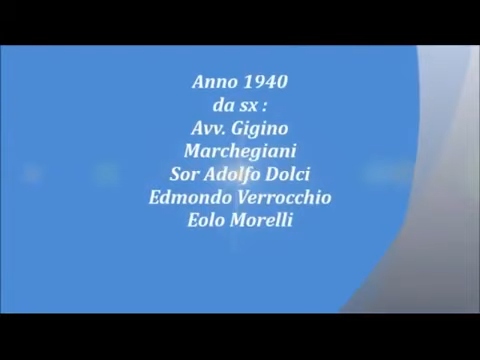 Anno 1940
da sx :
Avv. Gigino
Marchegiani
Sor Adolfo Dolci
Edmondo Verrocchio
Eolo Morelli